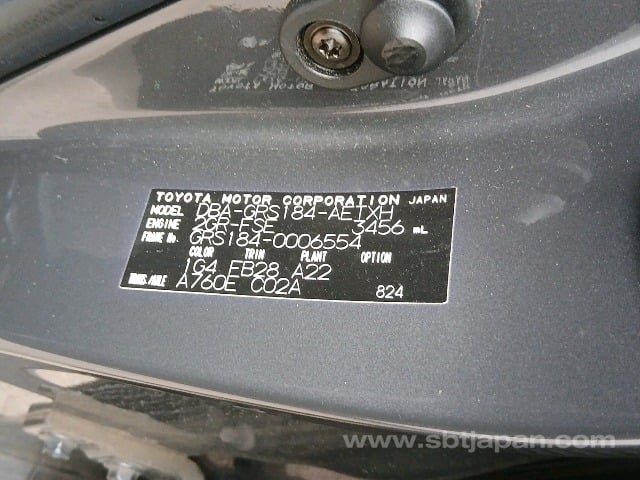 TOYOTA MOTOR CORPORATION JAPAN
MODEL DBA-GRS184-AETXH
ENGINE 2GR-FSE 3456 mL
FRAME No. GRS184-0006554
COLOR TRIM PLANT OPTION
1G4 FB28 A22
TRANS./AXLE A760E C02A 824
www.sbtjapan.com